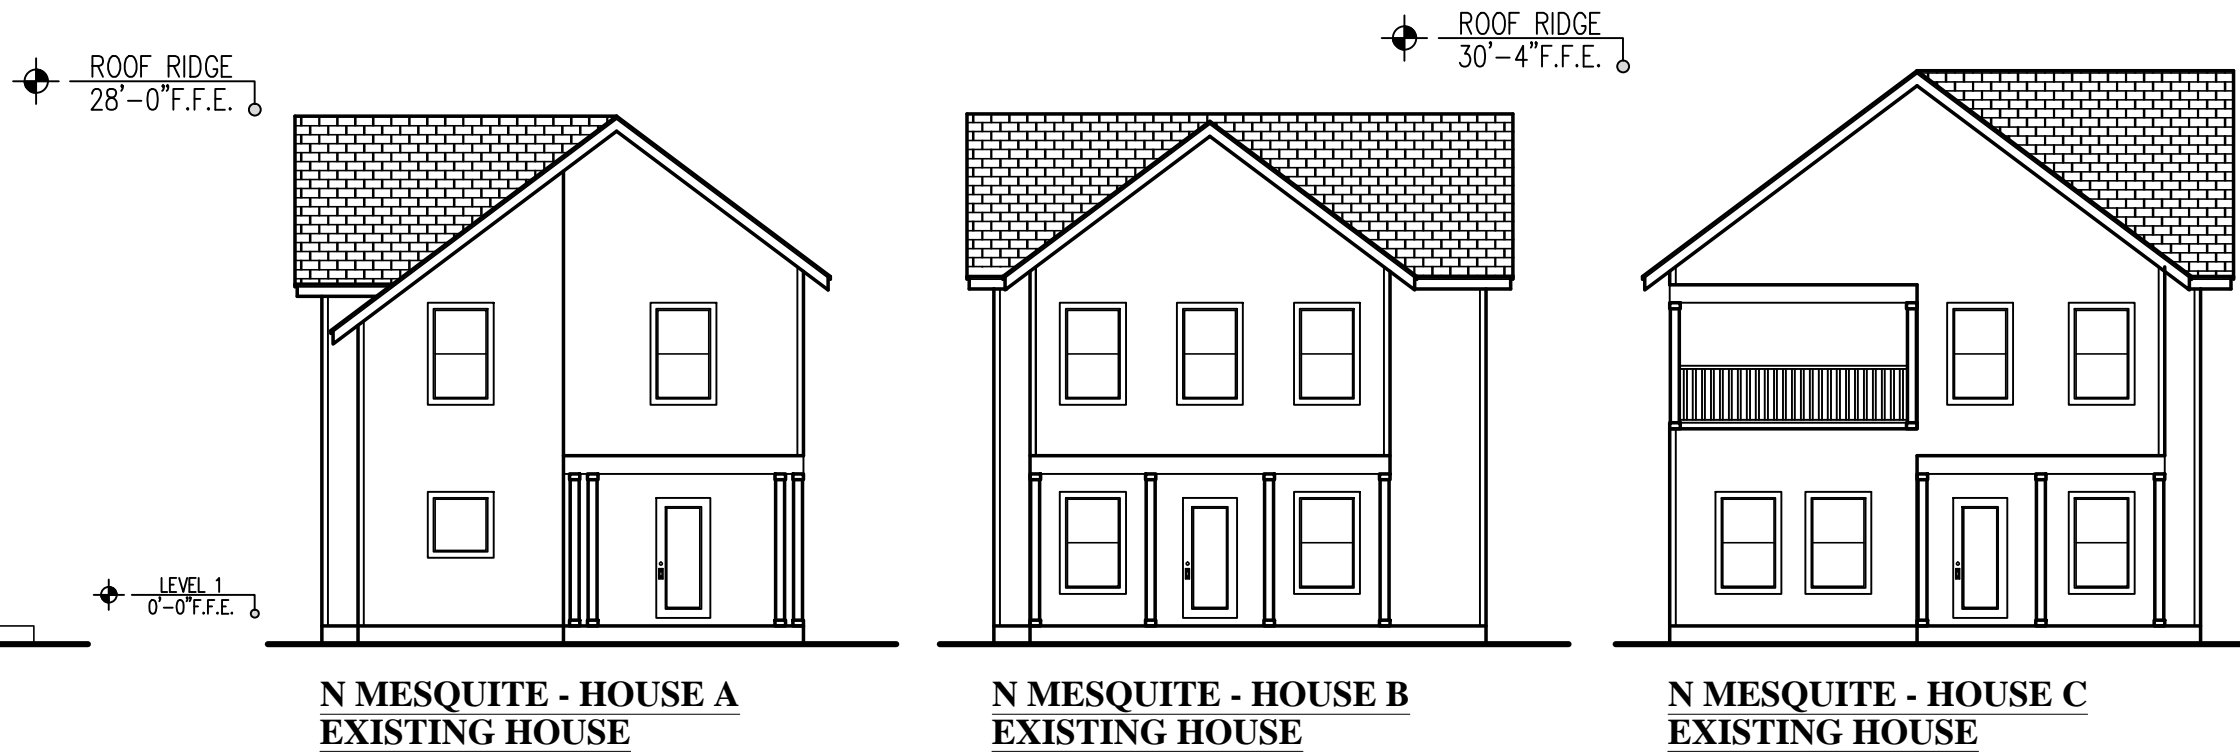 ROOF RIDGE
28'-0"F.F.E.
ROOF RIDGE
30'-4"F.F.E.
LEVEL 1
0'-0"F.F.E.
N MESQUITE - HOUSE A
EXISTING HOUSE
N MESQUITE - HOUSE B
EXISTING HOUSE
N MESQUITE - HOUSE C
EXISTING HOUSE